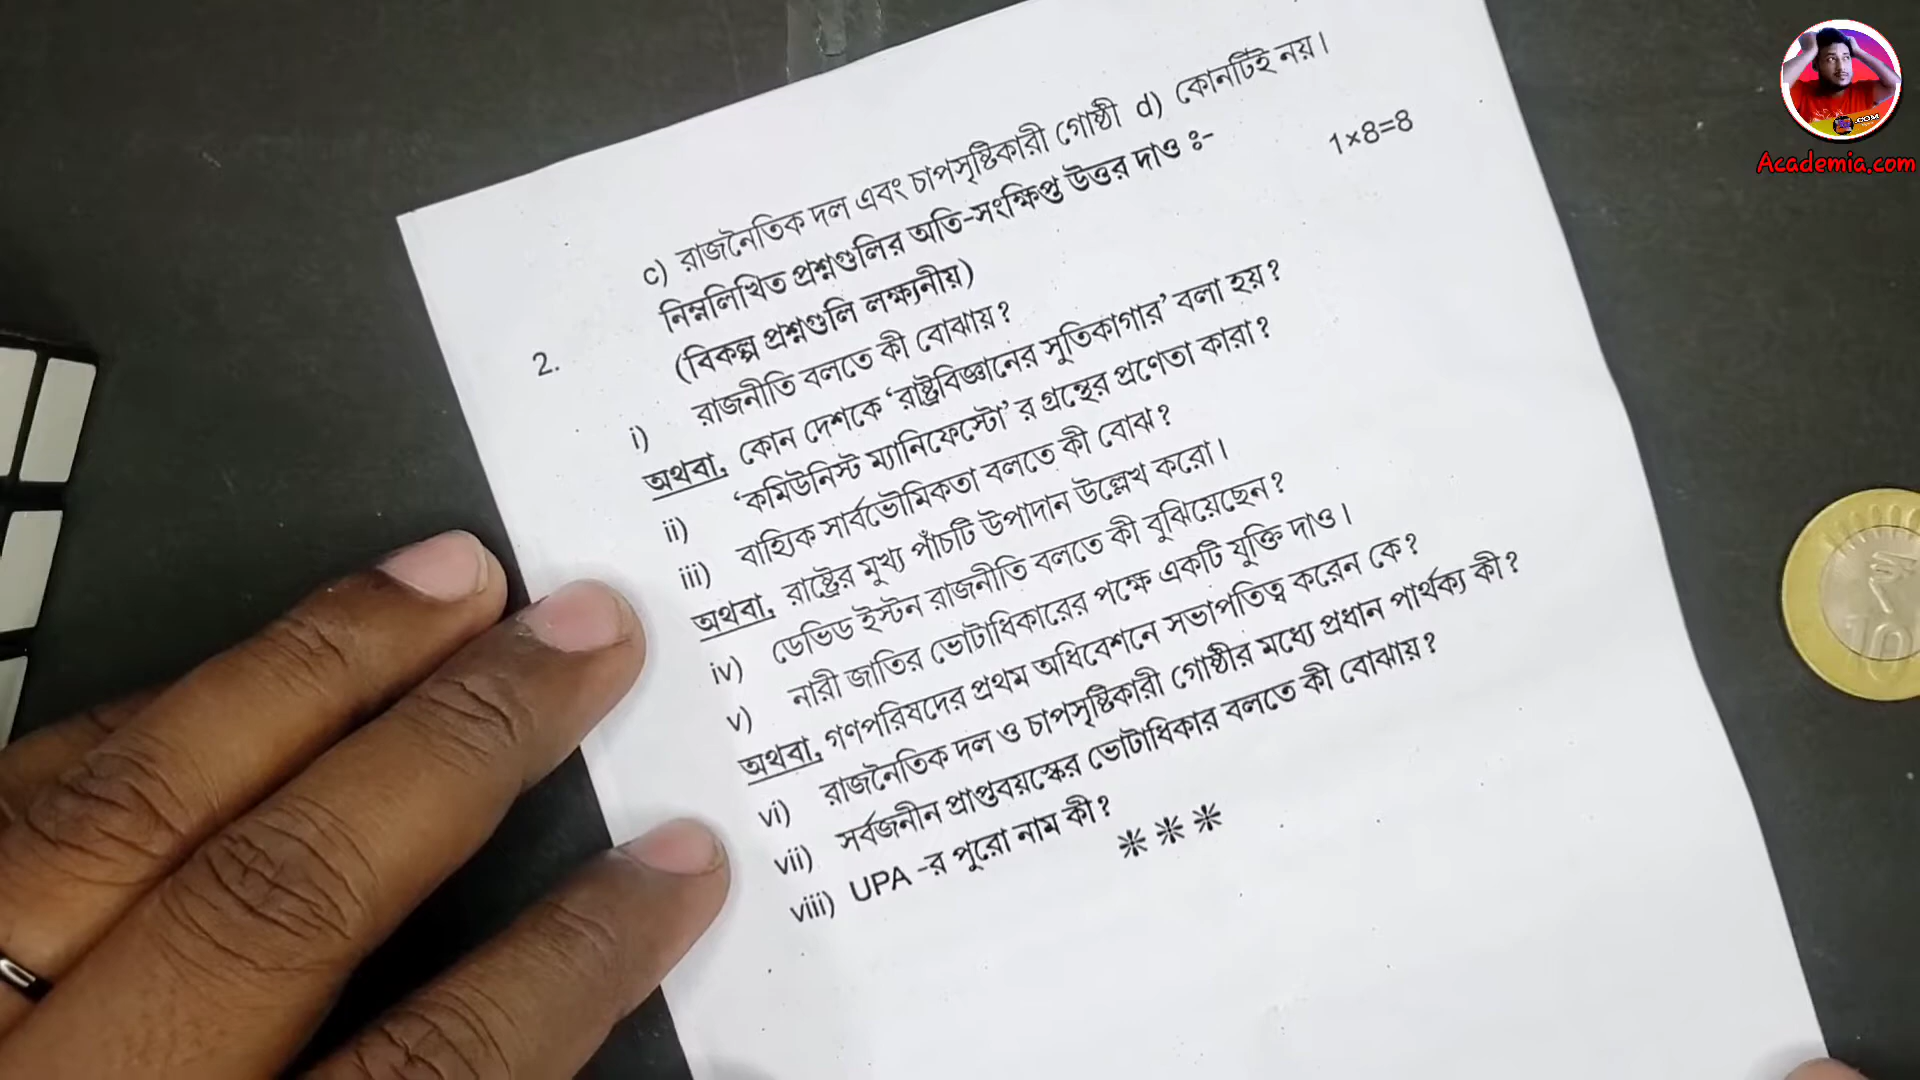 c) রাজনৈতিক দল এবং চাপসৃষ্টিকারী গোষ্ঠী d) কোনটিই নয়।
2. নিম্নলিখিত প্রশ্নগুলির অতি-সংক্ষিপ্ত উত্তর দাও ঃ- 1×8=8
(বিকল্প প্রশ্নগুলি লক্ষ্যনীয়)
i) রাজনীতি বলতে কী বোঝায়?
অথবা, কোন দেশকে ‘রাষ্ট্রবিজ্ঞানের সুতিকাগার’ বলা হয়?
ii) ‘কমিউনিস্ট ম্যানিফেস্টো’ র গ্রন্থের প্রণেতা কারা?
iii) বাহ্যিক সার্বভৌমিকতা বলতে কী বোঝ?
অথবা, রাষ্ট্রের মুখ্য পাঁচটি উপাদান উল্লেখ করো।
iv) ডেভিড ইস্টন রাজনীতি বলতে কী বুঝিয়েছেন?
v) নারী জাতির ভোটাধিকারের পক্ষে একটি যুক্তি দাও।
অথবা, গণপরিষদের প্রথম অধিবেশনে সভাপতিত্ব করেন কে?
vi) রাজনৈতিক দল ও চাপসৃষ্টিকারী গোষ্ঠীর মধ্যে প্রধান পার্থক্য কী?
vii) সর্বজনীন প্রাপ্তবয়স্কের ভোটাধিকার বলতে কী বোঝায়?
viii) UPA -র পুরো নাম কী?
✳ ✳ ✳
.COM
Academia.com
10